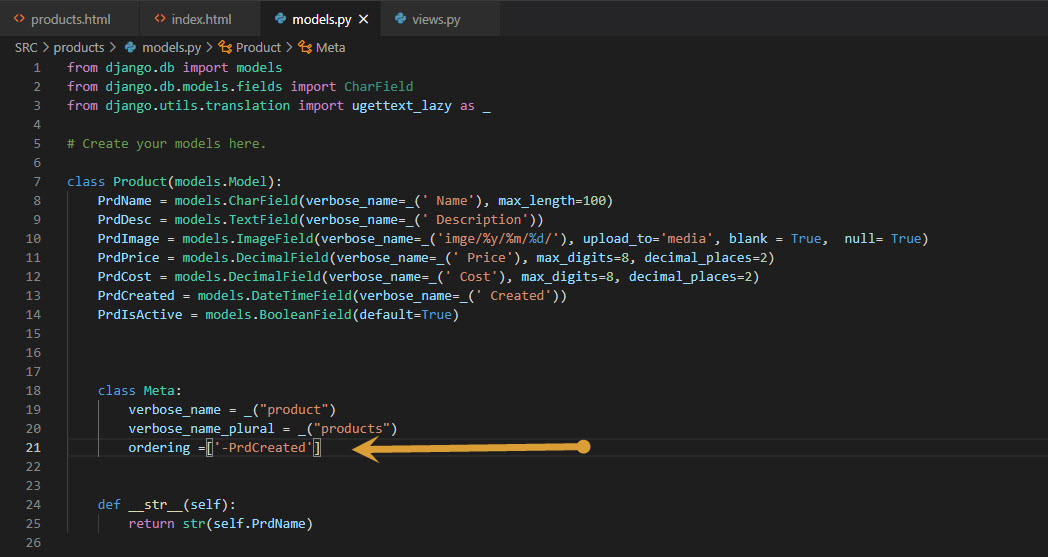 products.html index.html models.py views.py
SRC > products > models.py > Product > Meta
1 from django.db import models
2 from django.db.models.fields import CharField
3 from django.utils.translation import ugettext_lazy as _
4
5 # Create your models here.
6
7 class Product(models.Model):
8 PrdName = models.CharField(verbose_name=_(' Name'), max_length=100)
9 PrdDesc = models.TextField(verbose_name=_(' Description'))
10 PrdImage = models.ImageField(verbose_name=_('imge/%y/%m/%d/'), upload_to='media', blank = True, null= True)
11 PrdPrice = models.DecimalField(verbose_name=_(' Price'), max_digits=8, decimal_places=2)
12 PrdCost = models.DecimalField(verbose_name=_(' Cost'), max_digits=8, decimal_places=2)
13 PrdCreated = models.DateTimeField(verbose_name=_(' Created'))
14 PrdIsActive = models.BooleanField(default=True)
15
16
17
18 class Meta:
19 verbose_name = _("product")
20 verbose_name_plural = _("products")
21 ordering =['-PrdCreated']
22
23
24 def __str__(self):
25 return str(self.PrdName)
26